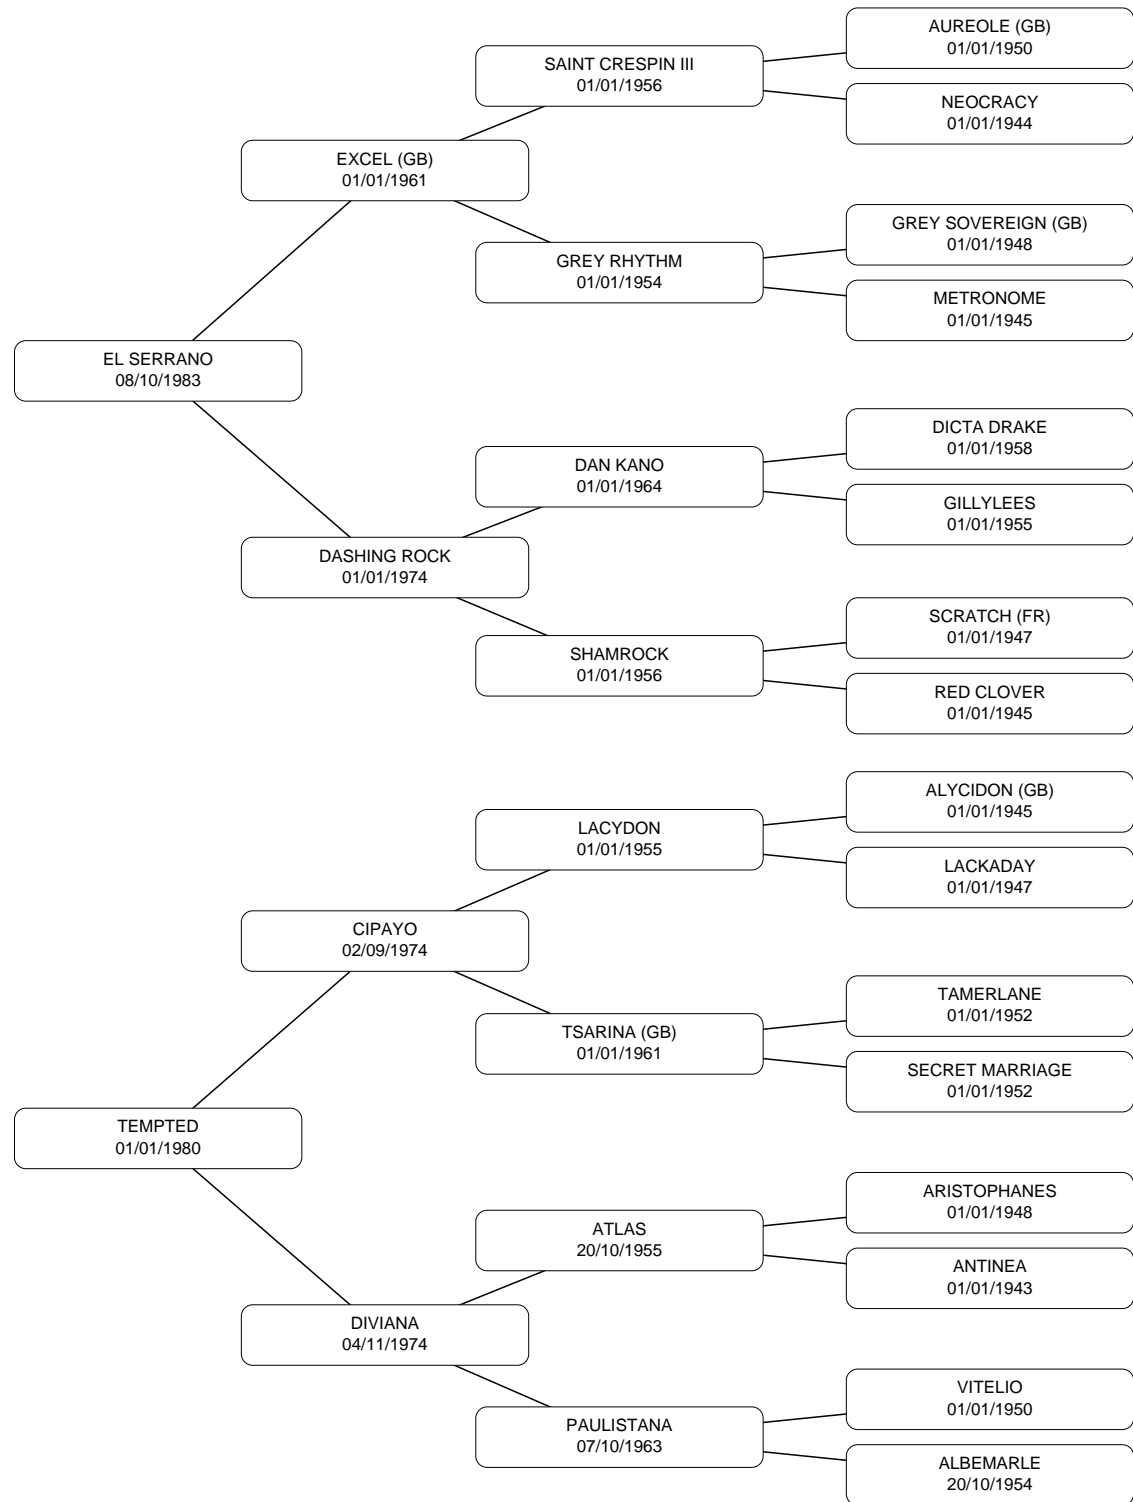 AUREOLE (GB)
01/01/1950
SAINT CRESPIN III
01/01/1956
NEOCRACY
01/01/1944
EXCEL (GB)
01/01/1961
GREY SOVEREIGN (GB)
01/01/1948
GREY RHYTHM
01/01/1954
METRONOME
01/01/1945
EL SERRANO
08/10/1983
DICTA DRAKE
01/01/1958
DAN KANO
01/01/1964
GILLYLEES
01/01/1955
DASHING ROCK
01/01/1974
SCRATCH (FR)
01/01/1947
SHAMROCK
01/01/1956
RED CLOVER
01/01/1945
ALYCIDON (GB)
01/01/1945
LACYDON
01/01/1955
LACKADAY
01/01/1947
CIPAYO
02/09/1974
TAMERLANE
01/01/1952
TSARINA (GB)
01/01/1961
SECRET MARRIAGE
01/01/1952
TEMPTED
01/01/1980
ARISTOPHANES
01/01/1948
ATLAS
20/10/1955
ANTINEA
01/01/1943
DIVIANA
04/11/1974
VITELIO
01/01/1950
PAULISTANA
07/10/1963
ALBEMARLE
20/10/1954